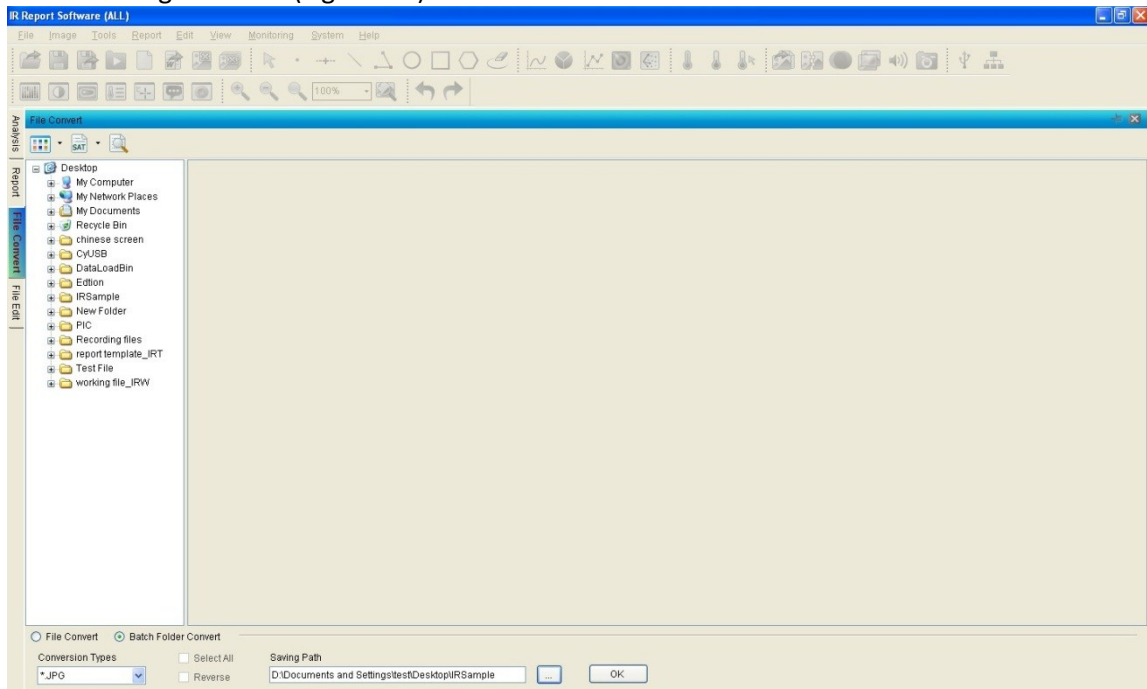 IR Report Software (ALL)
File Image Tools Report Edit View Monitoring System Help
100%
Analysis
Report
File Convert
File Edit
File Convert
SAT
Desktop
My Computer
My Network Places
My Documents
Recycle Bin
chinese screen
CyUSB
DataLoadBin
Edtion
IRSample
New Folder
PIC
Recording files
report template_IRT
Test File
working file_IRW
File Convert Batch Folder Convert
Conversion Types Select All Saving Path
*.JPG Reverse D:\Documents and Settings\test\Desktop\IRSample ... OK